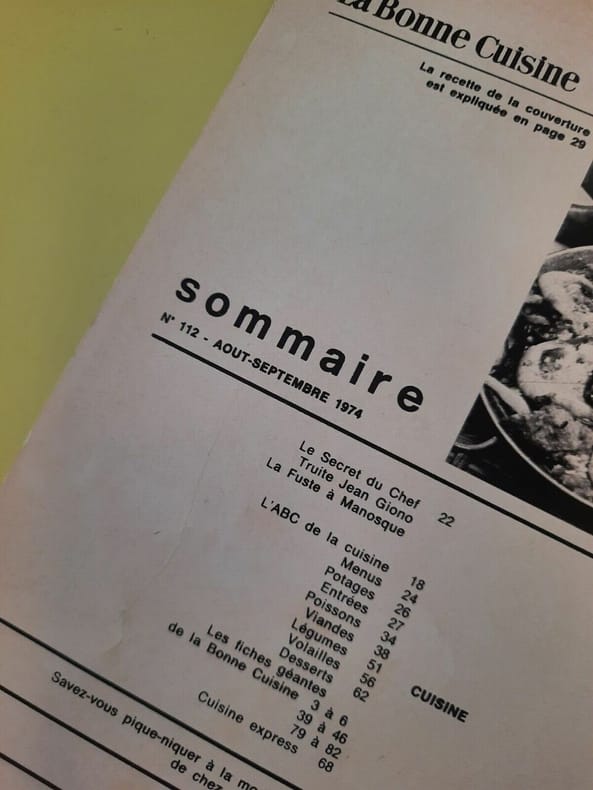 La Bonne Cuisine
La recette de la couverture
est expliquée en page 29
sommaire
N° 112 - AOUT-SEPTEMBRE 1974
Le Secret du Chef 22
Truite Jean Giono
La Fuste à Manosque
L'ABC de la cuisine 18
Menus 24
Potages 26
Entrées 27
Poissons 34
Viandes 38
Légumes 51
Volailles 56
Desserts 62
Les fiches géantes
de la Bonne Cuisine 3 à 6
39 à 46
79 à 82
Cuisine express 68
CUISINE
Savez-vous pique-niquer à la mo
de chez